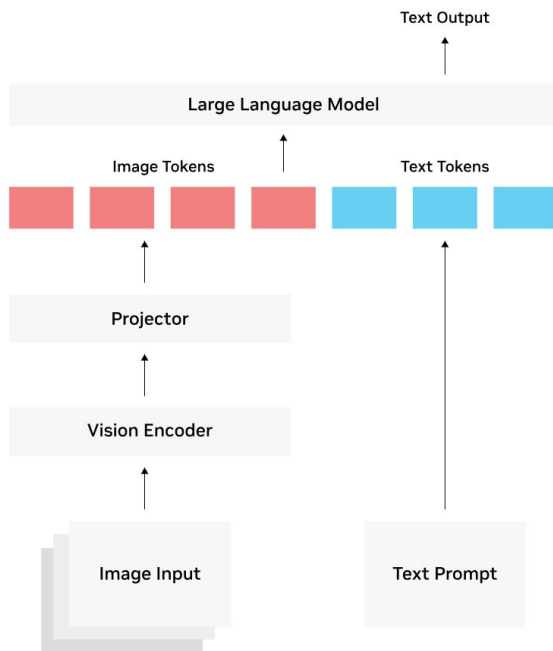 Text Output
Large Language Model
Image Tokens
Text Tokens
Projector
Vision Encoder
Image Input
Text Prompt